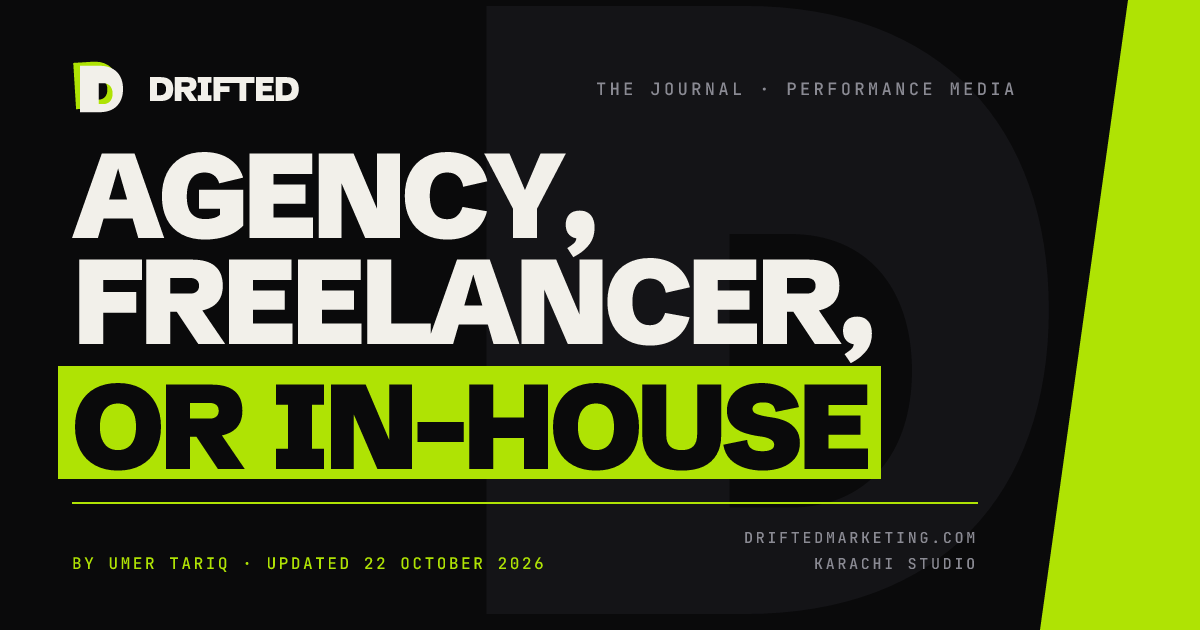 DRIFTED
THE JOURNAL · PERFORMANCE MEDIA
AGENCY,
FREELANCER,
OR IN-HOUSE
DRIFTEDMARKETING.COM
BY UMER TARIQ · UPDATED 22 OCTOBER 2026
KARACHI STUDIO